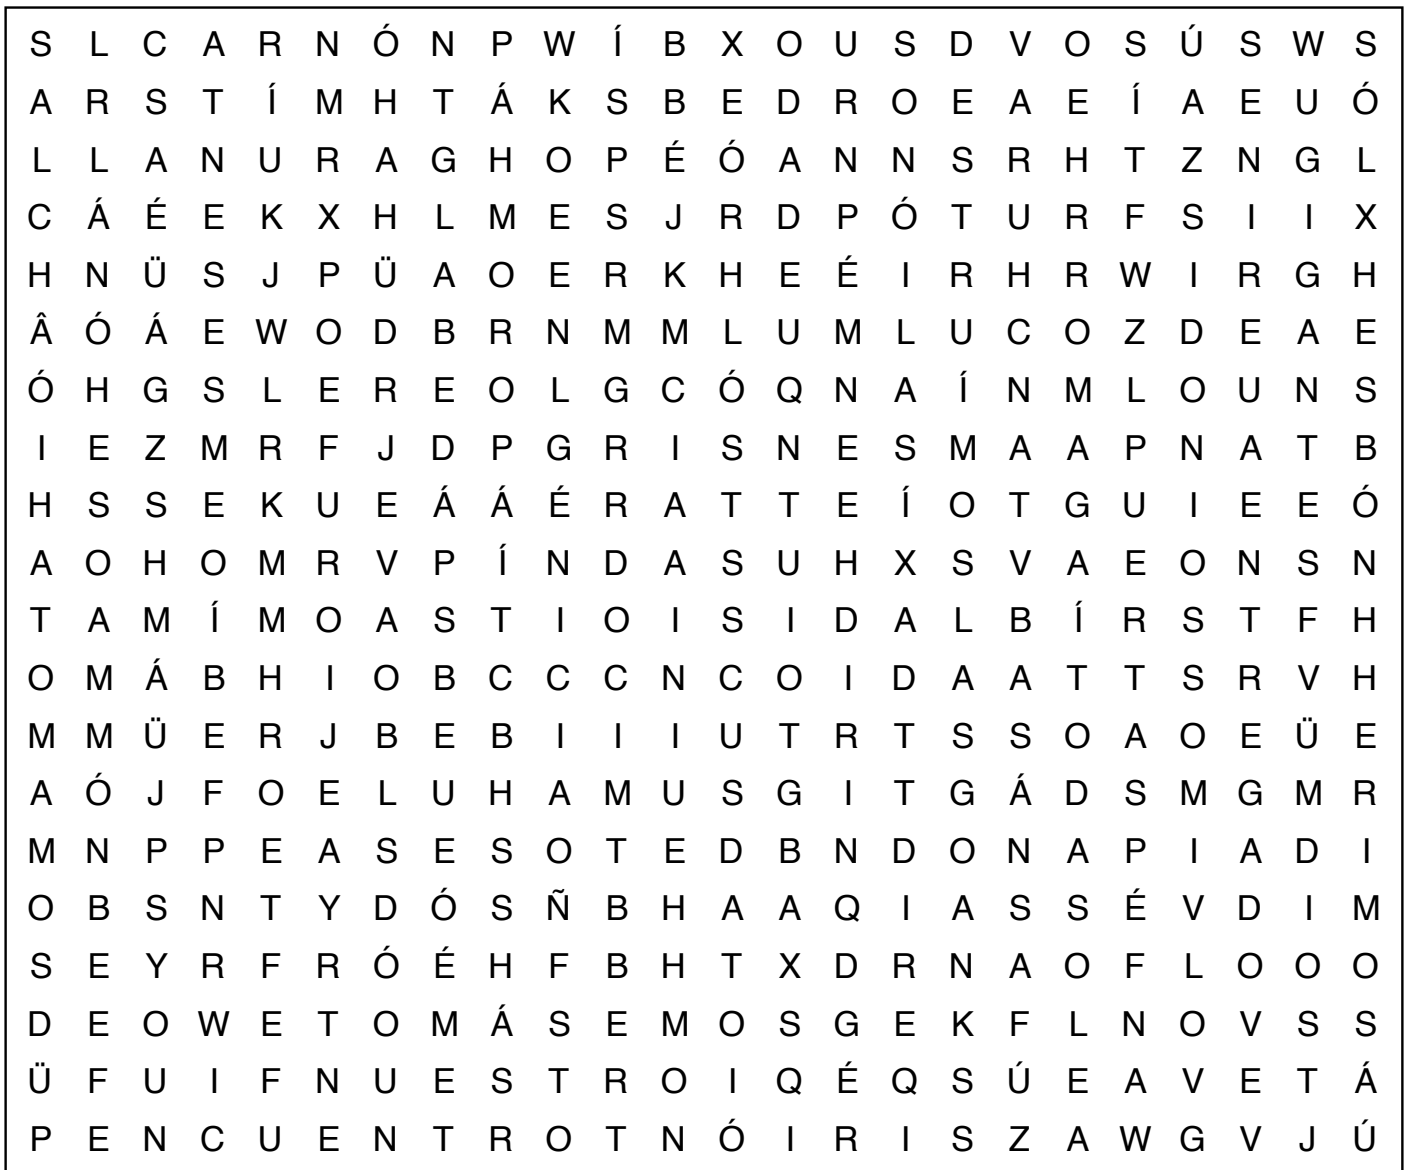 S L C A R N Ó N P W Í B X O U S D V O S Ú S W S
A R S T Í M H T Á K S B E D R O E A E Í A E U Ó
L L A N U R A G H O P É Ó A N N S R H T Z N G L
C Á É E K X H L M E S J R D P Ó T U R F S I I X
H N Ü S J P Ü A O E R K H E É I R H R W I R G H
Â Ó Á E W O D B R N M M L U M L U C O Z D E A E
Ó H G S L E R E O L G C Ó Q N A Í N M L O U N S
I E Z M R F J D P G R I S N E S M A A P N A T B
H S S E K U E Á Á É R A T T E Í O T G U I E E Ó
A O H O M R V P Í N D A S U H X S V A E O N S N
T A M Í M O A S T I O I S I D A L B Í R S T F H
O M Á B H I O B C C C N C O I D A A T T S R V H
M M Ü E R J B E B I I I U T R T S S O A O E Ü E
A Ó J F O E L U H A M U S G I T G Á D S M G M R
M N P P E A S E S O T E D B N D O N A P I A D I
O B S N T Y D Ó S Ñ B H A A Q I A S S É V D I M
S E Y R F R Ó É H F B H T X D R N A O F L O O O
D E O W E T O M Á S E M O S G E K F L N O V S S
Ü F U I F N U E S T R O I Q É Q S Ú E A V E T Á
P E N C U E N T R O T N Ó I R I S Z A W G V J Ú